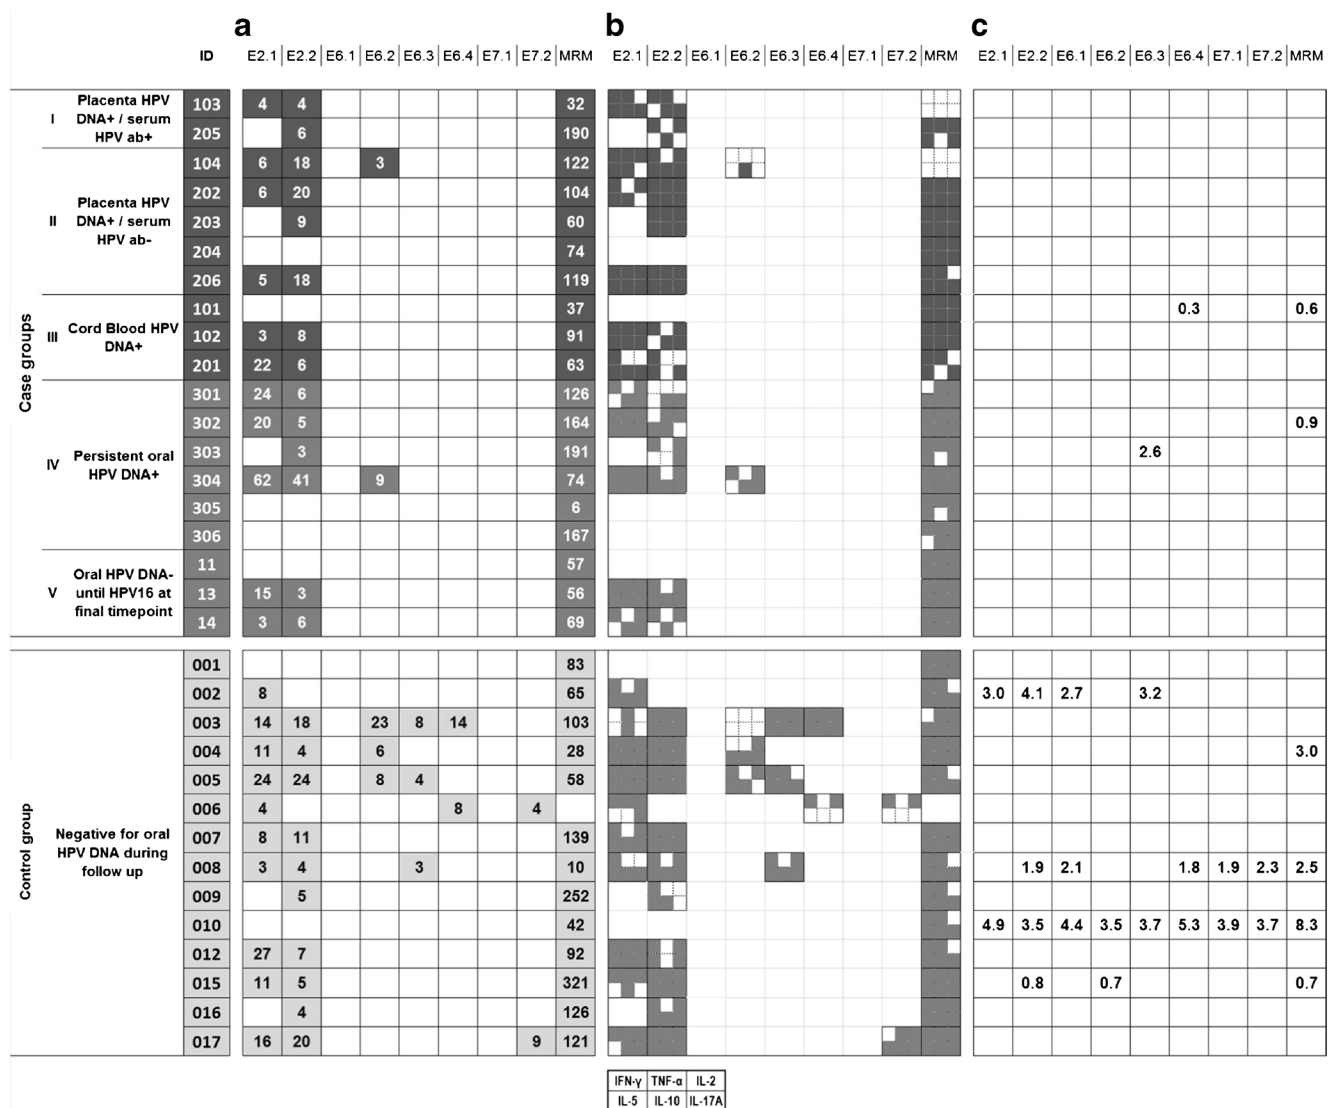 a b c
ID E2.1 E2.2 E6.1 E6.2 E6.3 E6.4 E7.1 E7.2 MRM E2.1 E2.2 E6.1 E6.2 E6.3 E6.4 E7.1 E7.2 MRM E2.1 E2.2 E6.1 E6.2 E6.3 E6.4 E7.1 E7.2 MRM
Case groups
I
Placenta HPV
DNA+ / serum
HPV ab+
103 4 4 32
205 6 190
II
Placenta HPV
DNA+ / serum
HPV ab-
104 6 18 3 122
202 6 20 104
203 9 60
204 74
206 5 18 119
III
Cord Blood HPV
DNA+
101 37 0.3 0.6
102 3 8 91
201 22 6 63
IV
Persistent oral
HPV DNA+
301 24 6 126
302 20 5 164 0.9
303 3 191 2.6
304 62 41 9 74
305 6
306 167
V
Oral HPV DNA-
until HPV16 at
final timepoint
11 57
13 15 3 56
14 3 6 69
Control group
Negative for oral
HPV DNA during
follow up
001 83
002 8 65 3.0 4.1 2.7 3.2
003 14 18 23 8 14 103
004 11 4 6 28 3.0
005 24 24 8 4 58
006 4 8 4
007 8 11 139
008 3 4 3 10 1.9 2.1 1.8 1.9 2.3 2.5
009 5 252
010 42 4.9 3.5 4.4 3.5 3.7 5.3 3.9 3.7 8.3
012 27 7 92
015 11 5 321 0.8 0.7 0.7
016 4 126
017 16 20 9 121
IFN-γ TNF-α IL-2
IL-5 IL-10 IL-17A